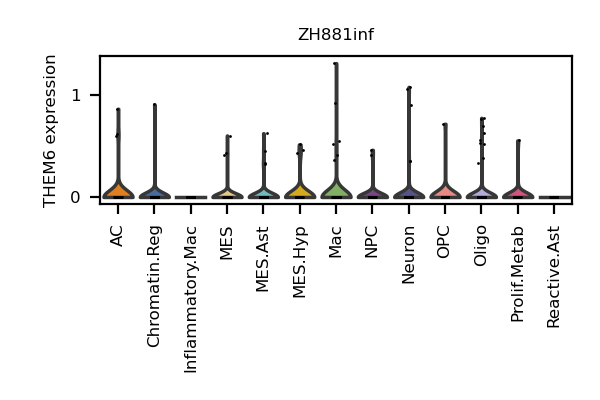 ZH881inf
THEM6 expression
1
0
AC
Chromatin.Reg
Inflammatory.Mac
MES
MES.Ast
MES.Hyp
Mac
NPC
Neuron
OPC
Oligo
Prolif.Metab
Reactive.Ast